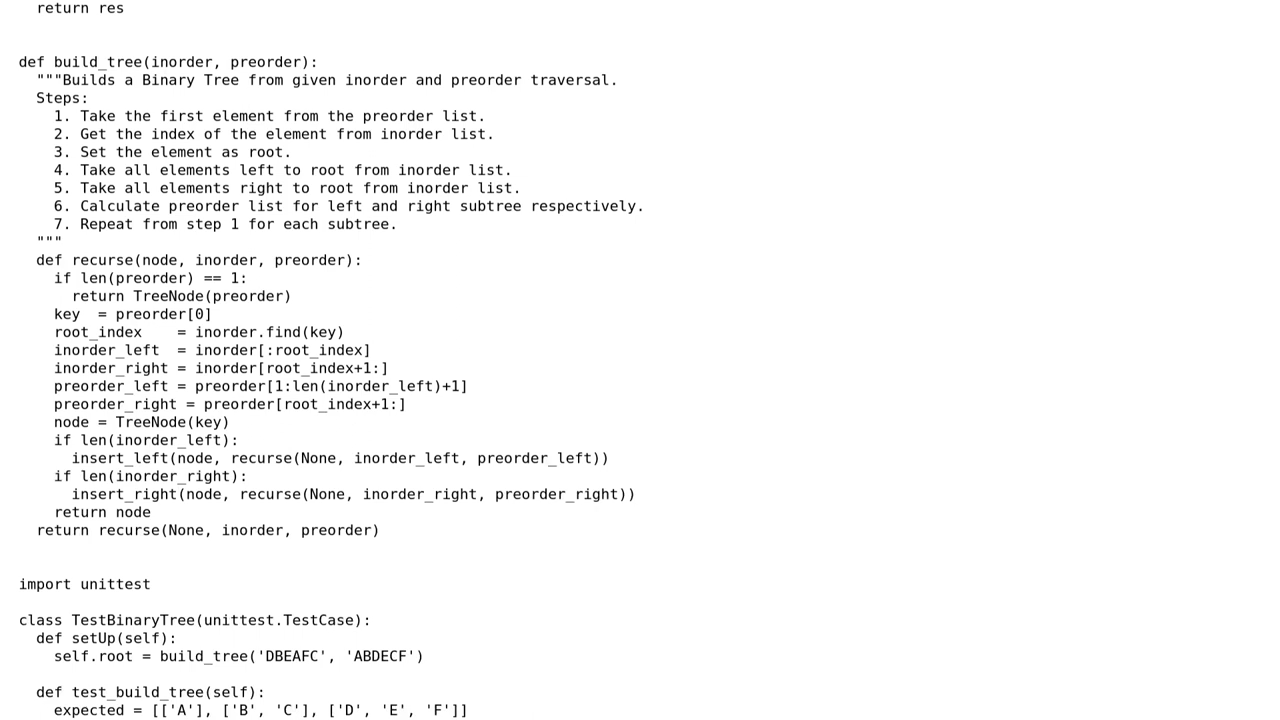 return res
def build_tree(inorder, preorder):
  """Builds a Binary Tree from given inorder and preorder traversal.
  Steps:
    1. Take the first element from the preorder list.
    2. Get the index of the element from inorder list.
    3. Set the element as root.
    4. Take all elements left to root from inorder list.
    5. Take all elements right to root from inorder list.
    6. Calculate preorder list for left and right subtree respectively.
    7. Repeat from step 1 for each subtree.
  """
  def recurse(node, inorder, preorder):
    if len(preorder) == 1:
      return TreeNode(preorder)
    key  = preorder[0]
    root_index    = inorder.find(key)
    inorder_left  = inorder[:root_index]
    inorder_right = inorder[root_index+1:]
    preorder_left = preorder[1:len(inorder_left)+1]
    preorder_right = preorder[root_index+1:]
    node = TreeNode(key)
    if len(inorder_left):
      insert_left(node, recurse(None, inorder_left, preorder_left))
    if len(inorder_right):
      insert_right(node, recurse(None, inorder_right, preorder_right))
    return node
  return recurse(None, inorder, preorder)
import unittest
class TestBinaryTree(unittest.TestCase):
  def setUp(self):
    self.root = build_tree('DBEAFC', 'ABDECF')
  def test_build_tree(self):
    expected = [['A'], ['B', 'C'], ['D', 'E', 'F']]